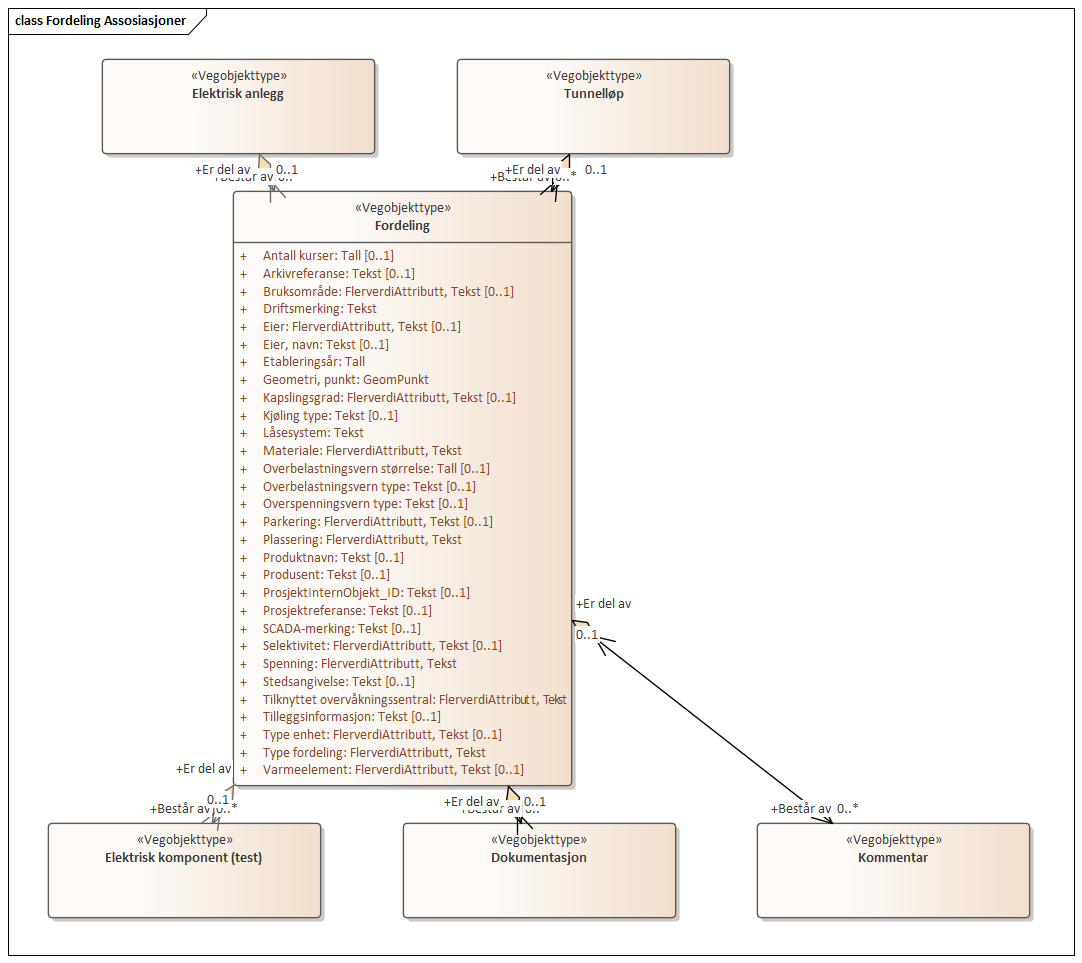 class Fordeling Assosiasjoner
«Vegobjekttype»
Elektrisk anlegg
«Vegobjekttype»
Tunnelløp
+Er del av 0..1
+Består av 0..
+Er del av 0..1
+Består av 0..*
«Vegobjekttype»
Fordeling
+ Antall kurser: Tall [0..1]
+ Arkivreferanse: Tekst [0..1]
+ Bruksområde: FlerverdiAttributt, Tekst [0..1]
+ Driftsmerking: Tekst
+ Eier: FlerverdiAttributt, Tekst [0..1]
+ Eier, navn: Tekst [0..1]
+ Etableringsår: Tall
+ Geometri, punkt: GeomPunkt
+ Kapslingsgrad: FlerverdiAttributt, Tekst [0..1]
+ Kjøling type: Tekst [0..1]
+ Låsesystem: Tekst
+ Materiale: FlerverdiAttributt, Tekst
+ Overbelastningsvern størrelse: Tall [0..1]
+ Overbelastningsvern type: Tekst [0..1]
+ Overspenningsvern type: Tekst [0..1]
+ Parkering: FlerverdiAttributt, Tekst [0..1]
+ Plassering: FlerverdiAttributt, Tekst
+ Produktnavn: Tekst [0..1]
+ Produsent: Tekst [0..1]
+ ProsjektInternObjekt_ID: Tekst [0..1]
+ Prosjektreferanse: Tekst [0..1]
+ SCADA-merking: Tekst [0..1]
+ Selektivitet: FlerverdiAttributt, Tekst [0..1]
+ Spenning: FlerverdiAttributt, Tekst
+ Stedsangivelse: Tekst [0..1]
+ Tilknyttet overvåkningssentral: FlerverdiAttributt, Tekst
+ Tilleggsinformasjon: Tekst [0..1]
+ Type enhet: FlerverdiAttributt, Tekst [0..1]
+ Type fordeling: FlerverdiAttributt, Tekst
+ Varmeelement: FlerverdiAttributt, Tekst [0..1]
+Er del av
0..1
+Er del av
0..1
+Består av 0..*
+Er del av 0..1
+Består av 0..
+Består av 0..*
«Vegobjekttype»
Elektrisk komponent (test)
«Vegobjekttype»
Dokumentasjon
«Vegobjekttype»
Kommentar